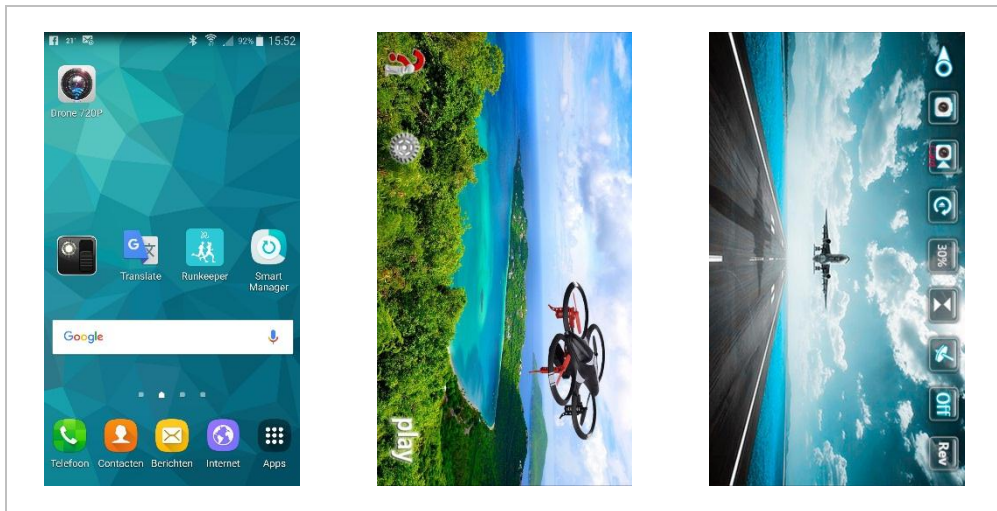 21° 92% 15:52
Drone 720P
Translate Runkeeper Smart Manager
Google
Telefoon Contacten Berichten Internet Apps
play
30%
Off
Rev